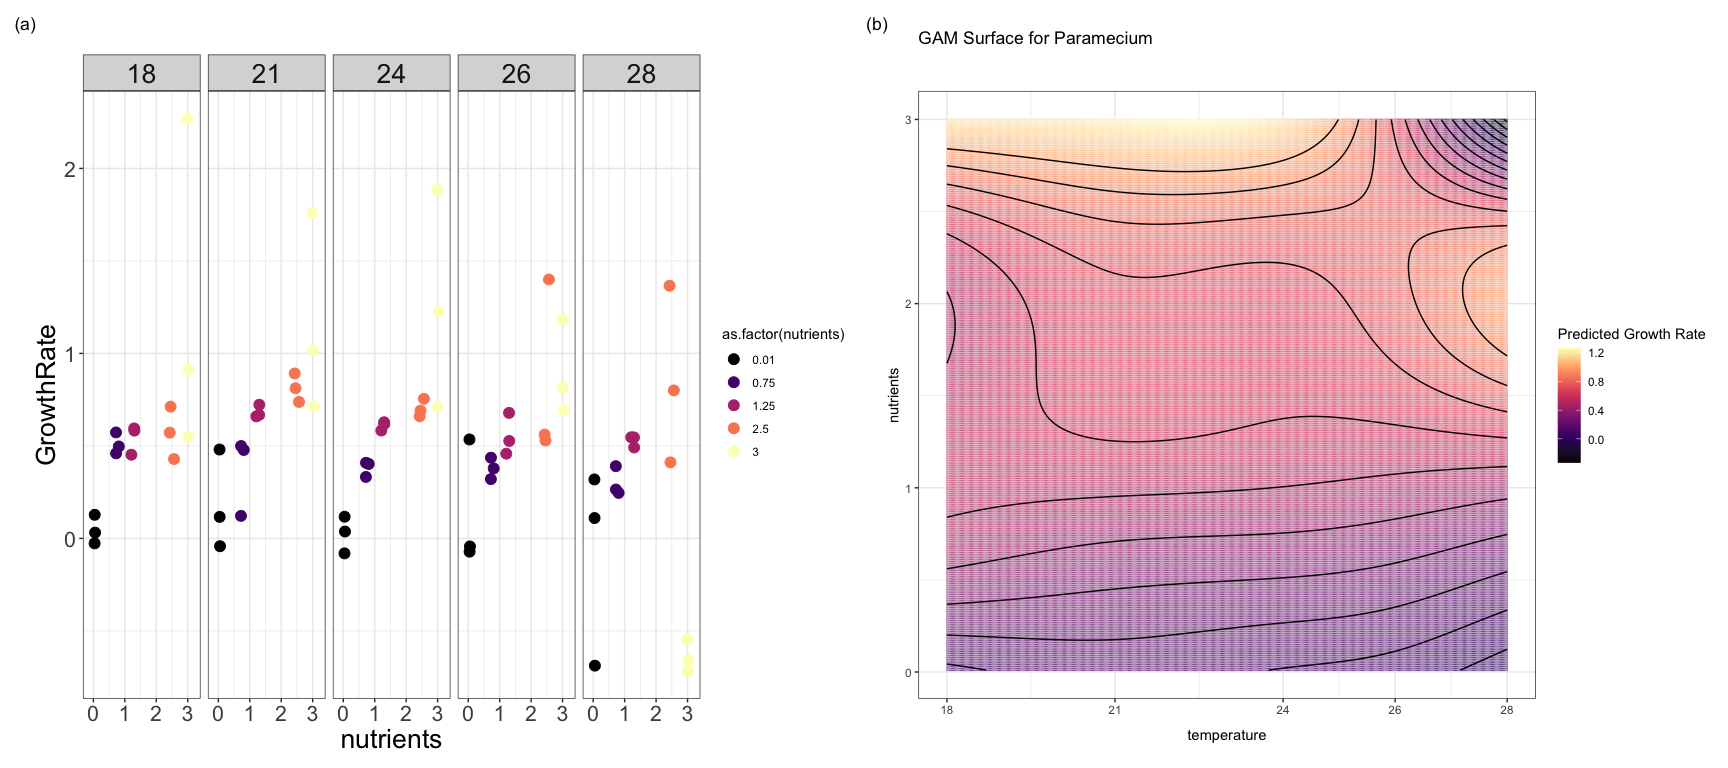 (a)
18 21 24 26 28
GrowthRate
2
1
0
0 1 2 3 0 1 2 3 0 1 2 3 0 1 2 3 0 1 2 3
nutrients
as.factor(nutrients)
0.01
0.75
1.25
2.5
3
(b)
GAM Surface for Paramecium
nutrients
3
2
1
0
18 21 24 26 28
temperature
Predicted Growth Rate
1.2
0.8
0.4
0.0